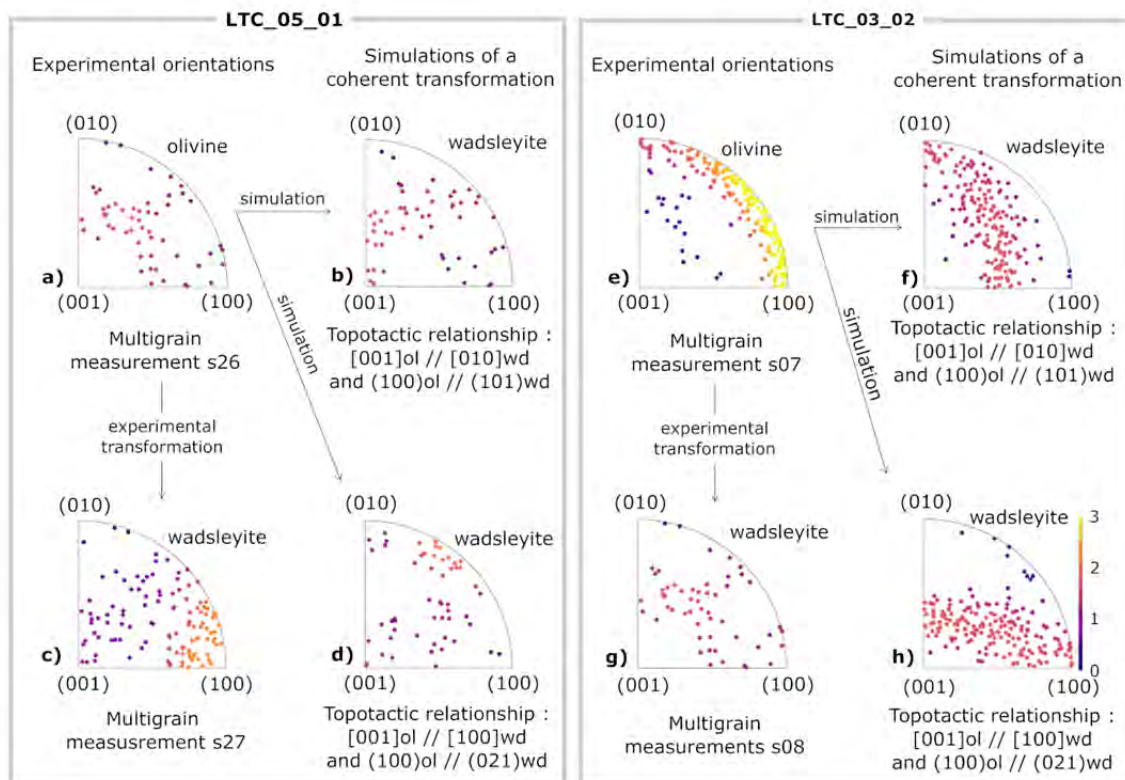 LTC_05_01
Experimental orientations
Simulations of a
coherent transformation
(010)
olivine
a)
(001)
(100)
Multigrain
measurement s26
simulation
simulation
(010)
wadsleyite
b)
(001)
(100)
Topotactic relationship :
[001]ol // [010]wd
and (100)ol // (101)wd
experimental
transformation
(010)
wadsleyite
c)
(001)
(100)
Multigrain
measusrement s27
(010)
wadsleyite
d)
(001)
(100)
Topotactic relationship :
[001]ol // [100]wd
and (100)ol // (021)wd
LTC_03_02
Experimental orientations
Simulations of a
coherent transformation
(010)
olivine
e)
(001)
(100)
Multigrain
measurement s07
simulation
simulation
(010)
wadsleyite
f)
(001)
(100)
Topotactic relationship :
[001]ol // [010]wd
and (100)ol // (101)wd
experimental
transformation
(010)
wadsleyite
g)
(001)
(100)
Multigrain
measurements s08
(010)
wadsleyite
3
2
1
0
h)
(001)
(100)
Topotactic relationship :
[001]ol // [100]wd
and (100)ol // (021)wd